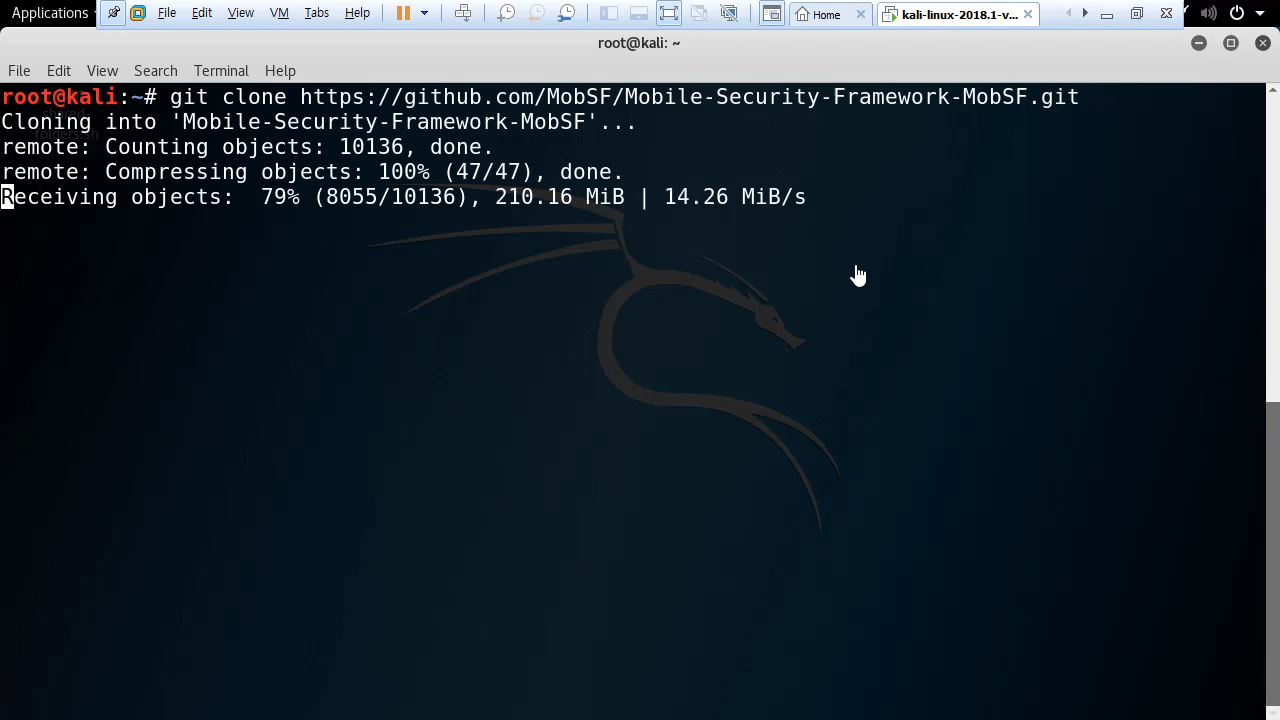 Applications File Edit View VM Tabs Help Home kali-linux-2018.1-v...
root@kali: ~
File Edit View Search Terminal Help
root@kali:~# git clone https://github.com/MobSF/Mobile-Security-Framework-MobSF.git
Cloning into 'Mobile-Security-Framework-MobSF'...
remote: Counting objects: 10136, done.
remote: Compressing objects: 100% (47/47), done.
Receiving objects:  79% (8055/10136), 210.16 MiB | 14.26 MiB/s